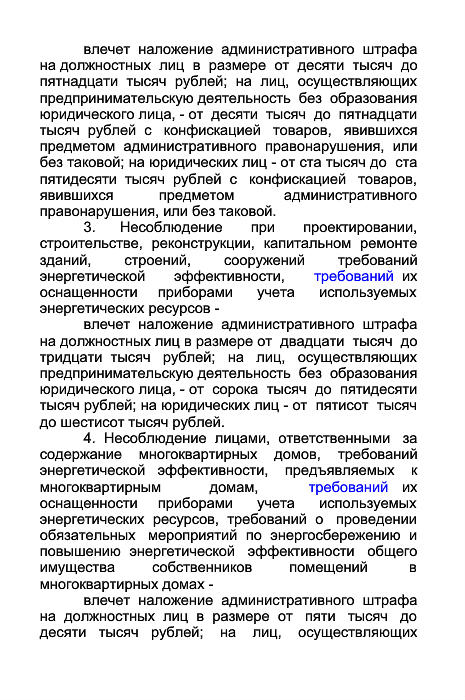 влечет наложение административного штрафа
на должностных лиц в размере от десяти тысяч до
пятнадцати тысяч рублей; на лиц, осуществляющих
предпринимательскую деятельность без образования
юридического лица, - от десяти тысяч до пятнадцати
тысяч рублей с конфискацией товаров, явившихся
предметом административного правонарушения, или
без таковой; на юридических лиц - от ста тысяч до ста
пятидесяти тысяч рублей с конфискацией товаров,
явившихся предметом административного
правонарушения, или без таковой.
3. Несоблюдение при проектировании,
строительстве, реконструкции, капитальном ремонте
зданий, строений, сооружений требований
энергетической эффективности, требований их
оснащенности приборами учета используемых
энергетических ресурсов -
влечет наложение административного штрафа
на должностных лиц в размере от двадцати тысяч до
тридцати тысяч рублей; на лиц, осуществляющих
предпринимательскую деятельность без образования
юридического лица, - от сорока тысяч до пятидесяти
тысяч рублей; на юридических лиц - от пятисот тысяч
до шестисот тысяч рублей.
4. Несоблюдение лицами, ответственными за
содержание многоквартирных домов, требований
энергетической эффективности, предъявляемых к
многоквартирным домам, требований их
оснащенности приборами учета используемых
энергетических ресурсов, требований о проведении
обязательных мероприятий по энергосбережению и
повышению энергетической эффективности общего
имущества собственников помещений в
многоквартирных домах -
влечет наложение административного штрафа
на должностных лиц в размере от пяти тысяч до
десяти тысяч рублей; на лиц, осуществляющих